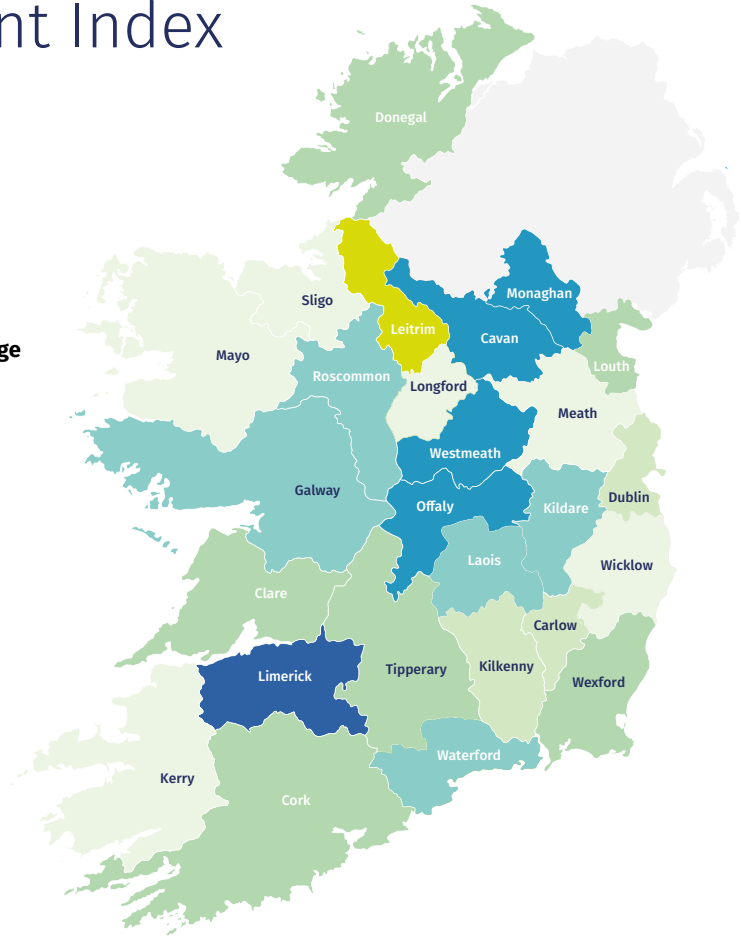 nt Index
Donegal
Monaghan
Sligo
Leitrim
Cavan
ge
Mayo
Roscommon
Louth
Longford
Meath
Westmeath
Galway
Offaly
Kildare
Dublin
Laois
Wicklow
Clare
Carlow
Limerick
Tipperary
Kilkenny
Wexford
Waterford
Kerry
Cork